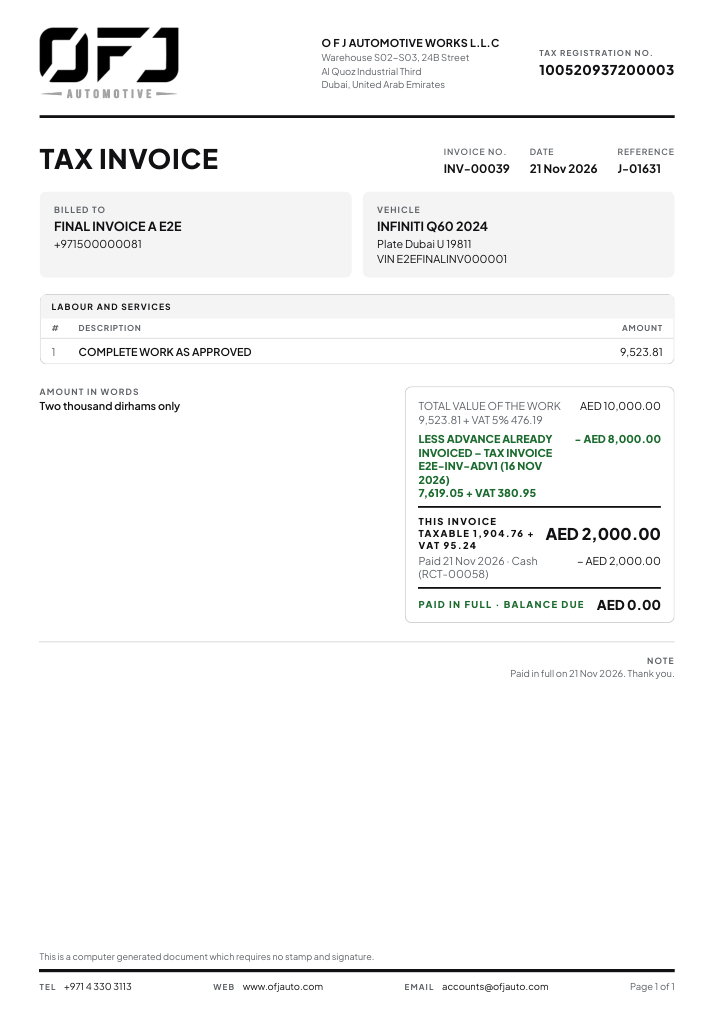 OFJ
AUTOMOTIVE
O F J AUTOMOTIVE WORKS L.L.C
Warehouse S02–S03, 24B Street
Al Quoz Industrial Third
Dubai, United Arab Emirates
TAX REGISTRATION NO.
100520937200003
TAX INVOICE
INVOICE NO. DATE REFERENCE
INV-00039 21 Nov 2026 J-01631
BILLED TO
FINAL INVOICE A E2E
+971500000081
VEHICLE
INFINITI Q60 2024
Plate Dubai U 19811
VIN E2EFINALINV000001
LABOUR AND SERVICES
# DESCRIPTION AMOUNT
1 COMPLETE WORK AS APPROVED 9,523.81
AMOUNT IN WORDS
Two thousand dirhams only
TOTAL VALUE OF THE WORK AED 10,000.00
9,523.81 + VAT 5% 476.19
LESS ADVANCE ALREADY – AED 8,000.00
INVOICED – TAX INVOICE
E2E-INV-ADV1 (16 NOV
2026)
7,619.05 + VAT 380.95
THIS INVOICE
TAXABLE 1,904.76 + AED 2,000.00
VAT 95.24
Paid 21 Nov 2026 · Cash – AED 2,000.00
(RCT-00058)
PAID IN FULL · BALANCE DUE AED 0.00
NOTE
Paid in full on 21 Nov 2026. Thank you.
This is a computer generated document which requires no stamp and signature.
TEL +971 4 330 3113 WEB www.ofjauto.com EMAIL accounts@ofjauto.com Page 1 of 1